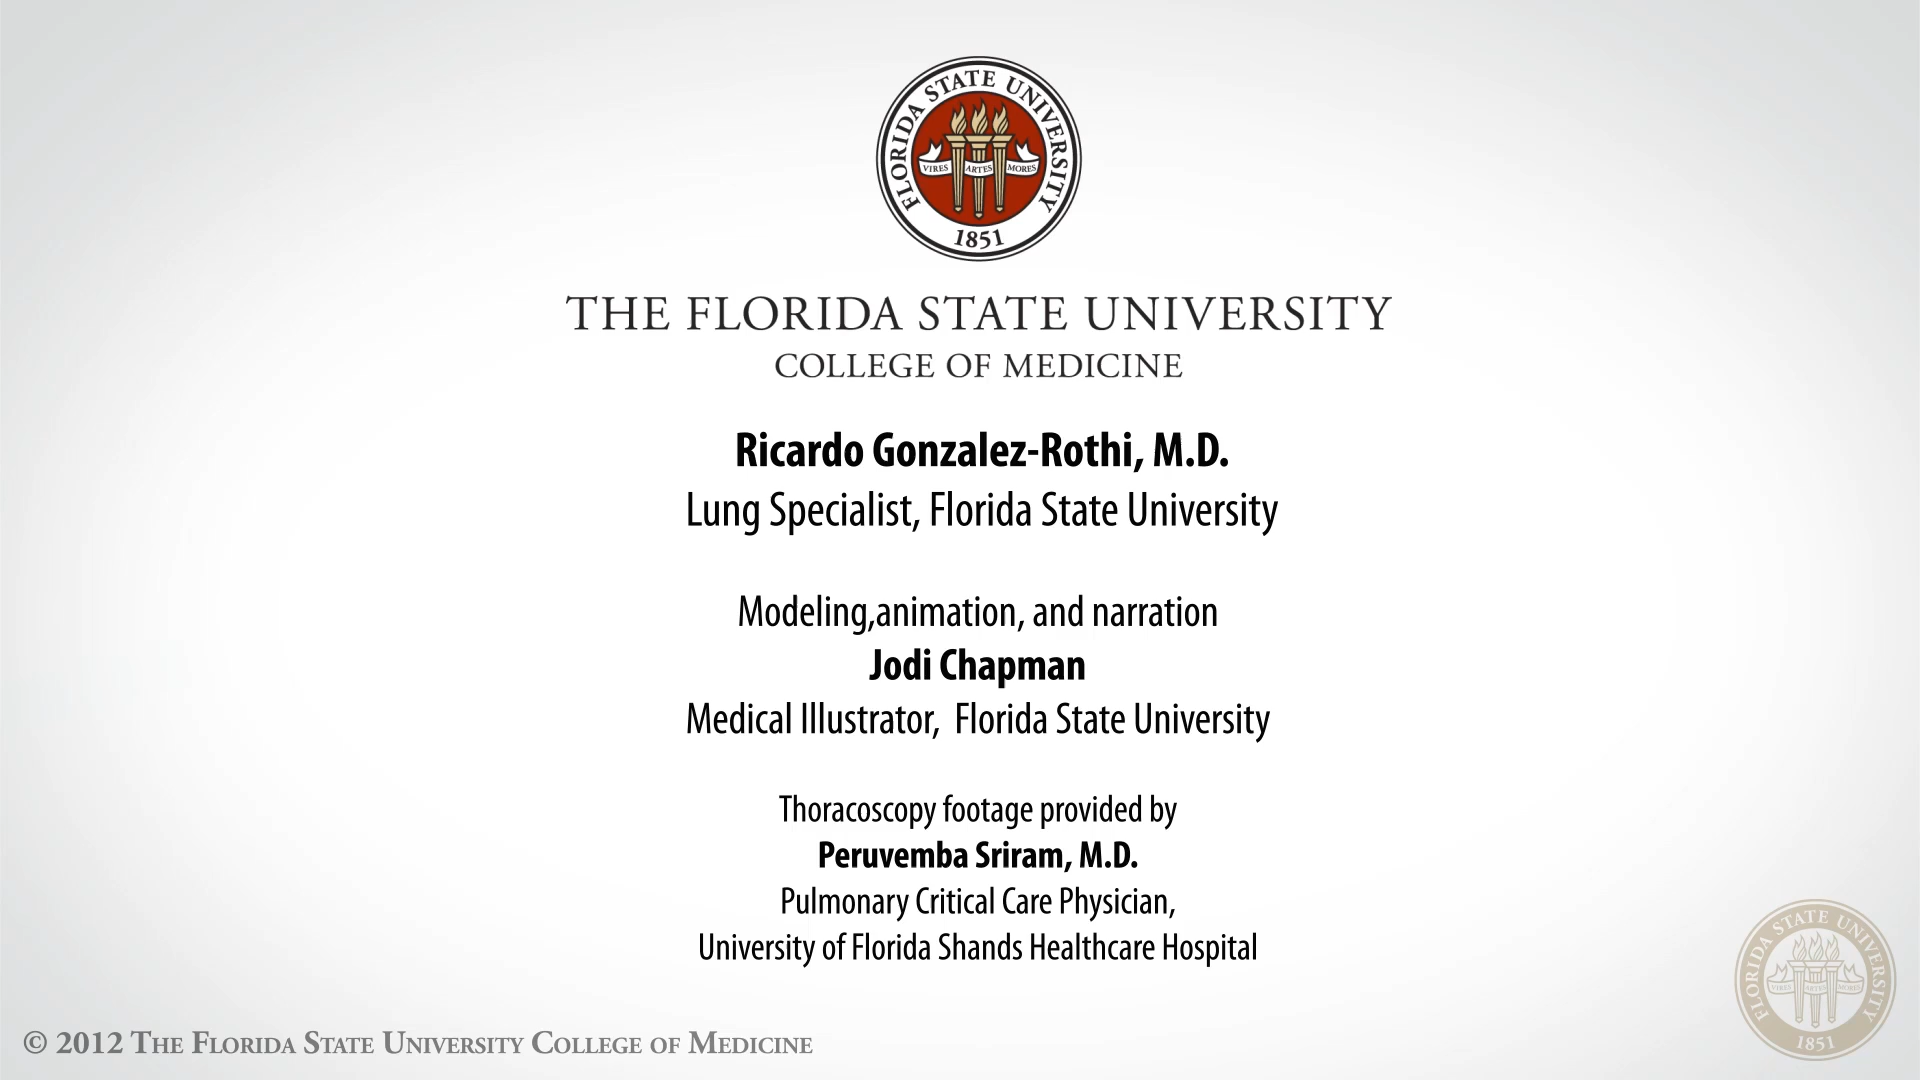 FLORIDA STATE UNIVERSITY
VIRES ARTES MORES
1851
THE FLORIDA STATE UNIVERSITY
COLLEGE OF MEDICINE
Ricardo Gonzalez-Rothi, M.D.
Lung Specialist, Florida State University
Modeling,animation, and narration
Jodi Chapman
Medical Illustrator,  Florida State University
Thoracoscopy footage provided by
Peruvemba Sriram, M.D.
Pulmonary Critical Care Physician,
University of Florida Shands Healthcare Hospital
FLORIDA STATE UNIVERSITY
VIRES ARTES MORES
1851
© 2012 THE FLORIDA STATE UNIVERSITY COLLEGE OF MEDICINE